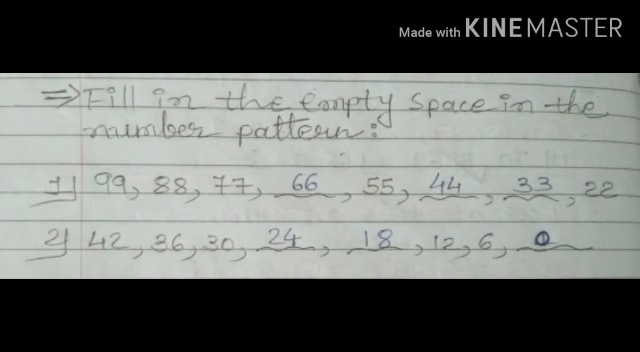 Made with KINEMASTER
⇒ Fill in the empty space in the
number pattern:
1) 99, 88, 77, 66, 55, 44, 33, 22
2) 42, 36, 30, 24, 18, 12, 6, 0